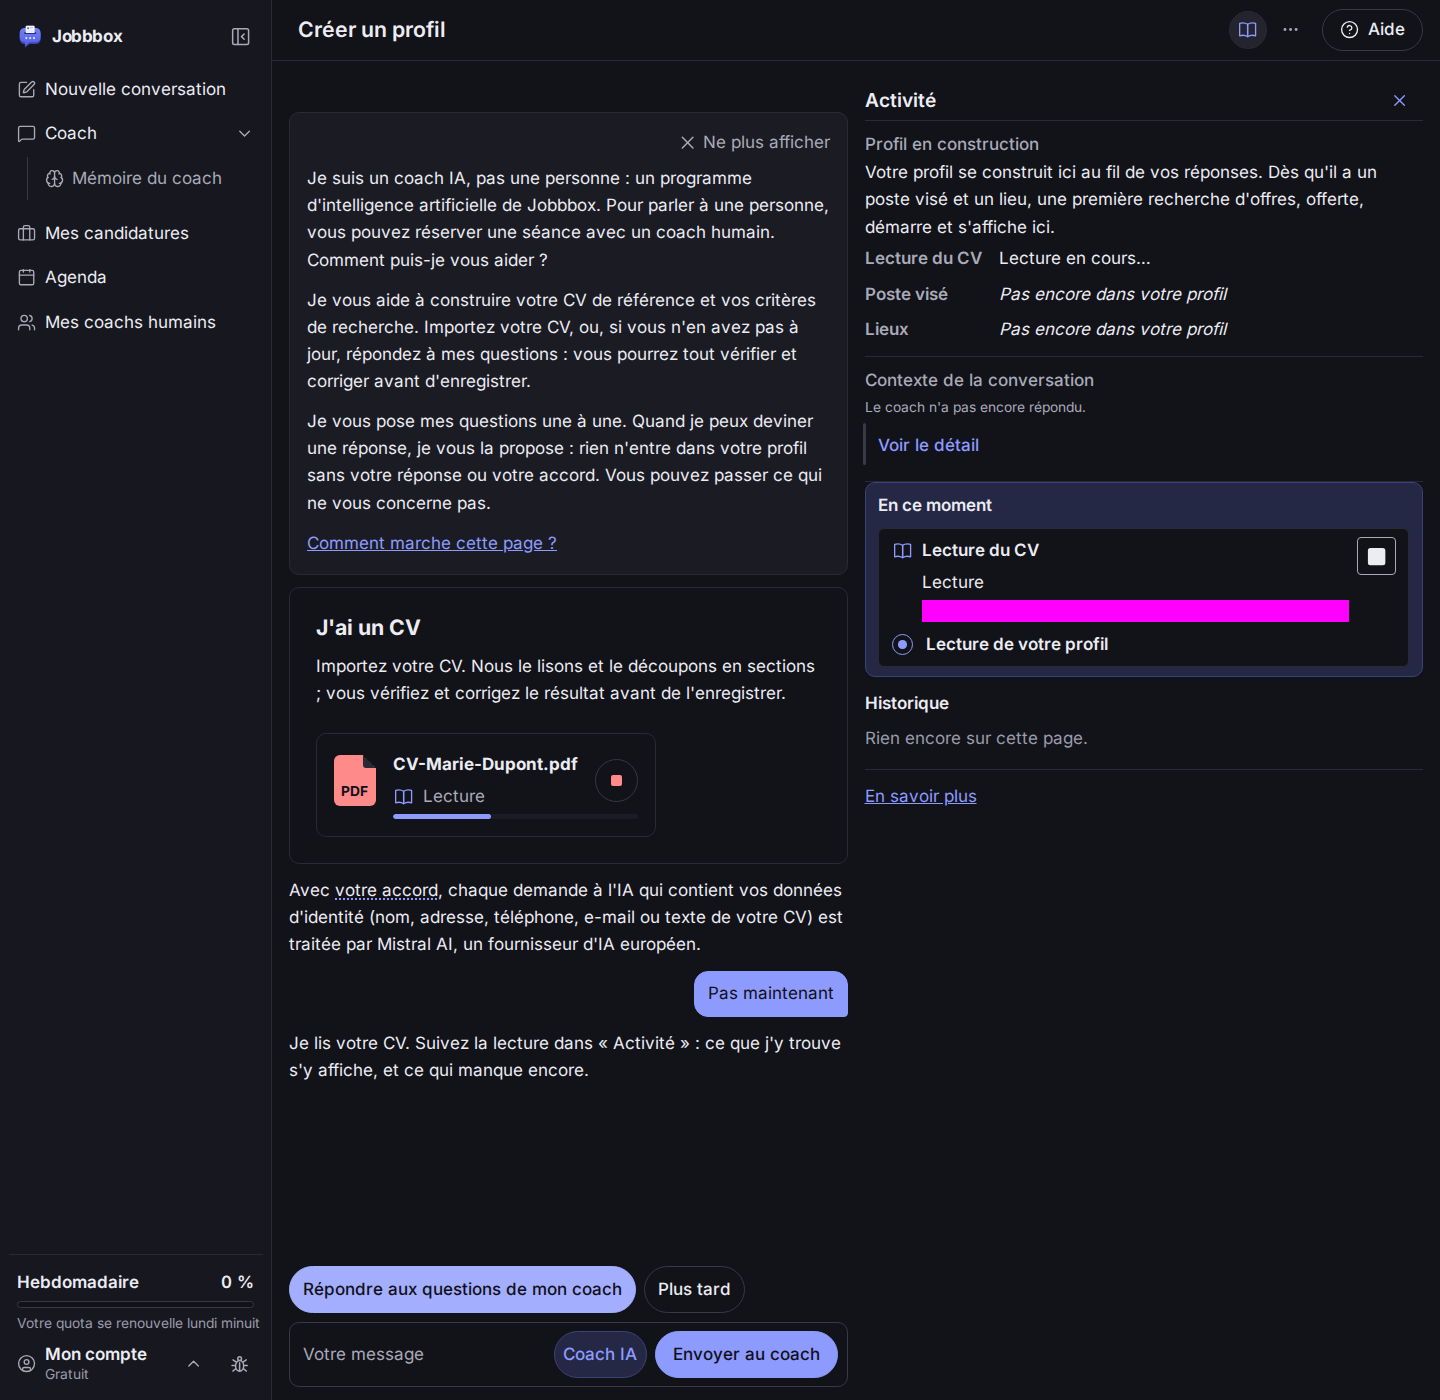 Jobbbox
Nouvelle conversation
Coach
Mémoire du coach
Mes candidatures
Agenda
Mes coachs humains
Hebdomadaire 0 %
Votre quota se renouvelle lundi minuit
Mon compte
Gratuit
Créer un profil
Aide
Ne plus afficher
Je suis un coach IA, pas une personne : un programme
d'intelligence artificielle de Jobbbox. Pour parler à une personne,
vous pouvez réserver une séance avec un coach humain.
Comment puis-je vous aider ?
Je vous aide à construire votre CV de référence et vos critères
de recherche. Importez votre CV, ou, si vous n'en avez pas à
jour, répondez à mes questions : vous pourrez tout vérifier et
corriger avant d'enregistrer.
Je vous pose mes questions une à une. Quand je peux deviner
une réponse, je vous la propose : rien n'entre dans votre profil
sans votre réponse ou votre accord. Vous pouvez passer ce qui
ne vous concerne pas.
Comment marche cette page ?
J'ai un CV
Importez votre CV. Nous le lisons et le découpons en sections
; vous vérifiez et corrigez le résultat avant de l'enregistrer.
PDF
CV-Marie-Dupont.pdf
Lecture
Avec votre accord, chaque demande à l'IA qui contient vos données
d'identité (nom, adresse, téléphone, e-mail ou texte de votre CV) est
traitée par Mistral AI, un fournisseur d'IA européen.
Pas maintenant
Je lis votre CV. Suivez la lecture dans « Activité » : ce que j'y trouve
s'y affiche, et ce qui manque encore.
Répondre aux questions de mon coach
Plus tard
Votre message
Coach IA
Envoyer au coach
Activité
Profil en construction
Votre profil se construit ici au fil de vos réponses. Dès qu'il a un
poste visé et un lieu, une première recherche d'offres, offerte,
démarre et s'affiche ici.
Lecture du CV Lecture en cours...
Poste visé Pas encore dans votre profil
Lieux Pas encore dans votre profil
Contexte de la conversation
Le coach n'a pas encore répondu.
Voir le détail
En ce moment
Lecture du CV
Lecture
Lecture de votre profil
Historique
Rien encore sur cette page.
En savoir plus